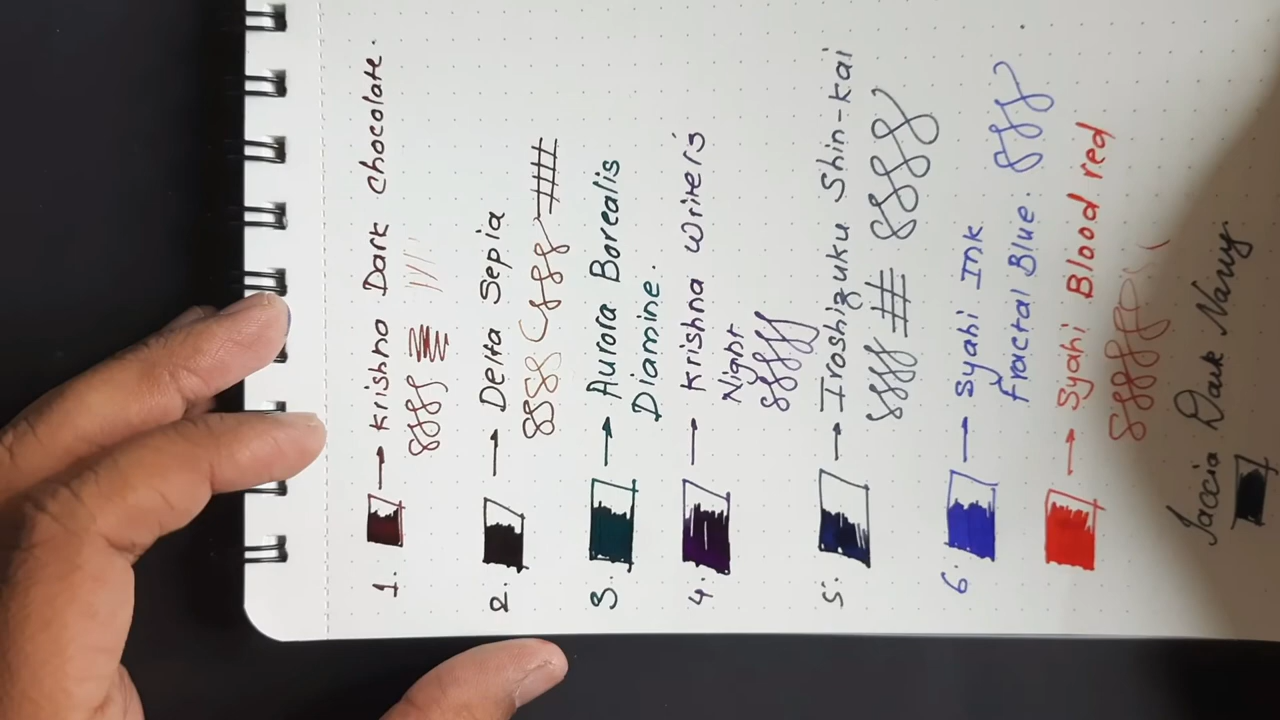 1. → Krishna Dark chocolate.
2. → Delta Sepia
3. → Aurora Borealis
Diamine.
4. → Krishna Writers
Night
5. → Iroshizuku Shin-kai
6. → Syahi Ink
Fractal Blue.
→ Syahi Blood red
Jaccia Dark Navy